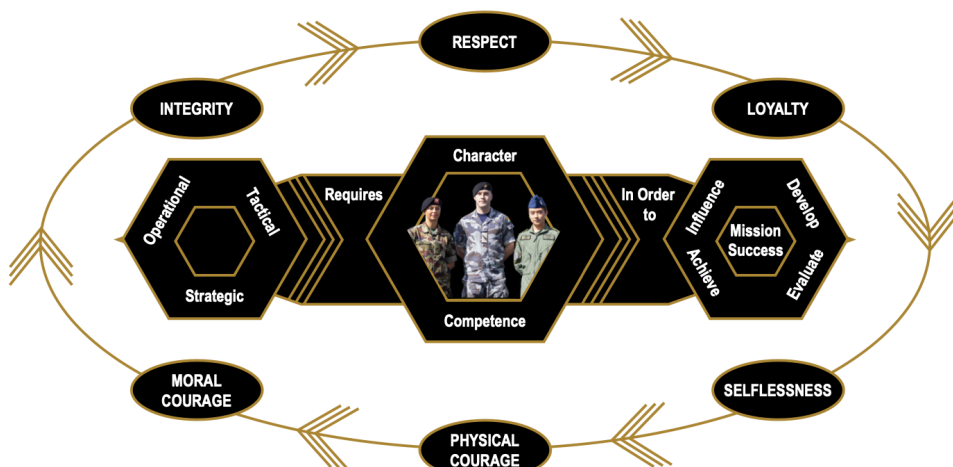 RESPECT
INTEGRITY
LOYALTY
Operational
Tactical
Strategic
Requires
Character
Competence
In Order
to
Influence
Develop
Mission
Success
Achieve
Evaluate
MORAL
COURAGE
SELFLESSNESS
PHYSICAL
COURAGE